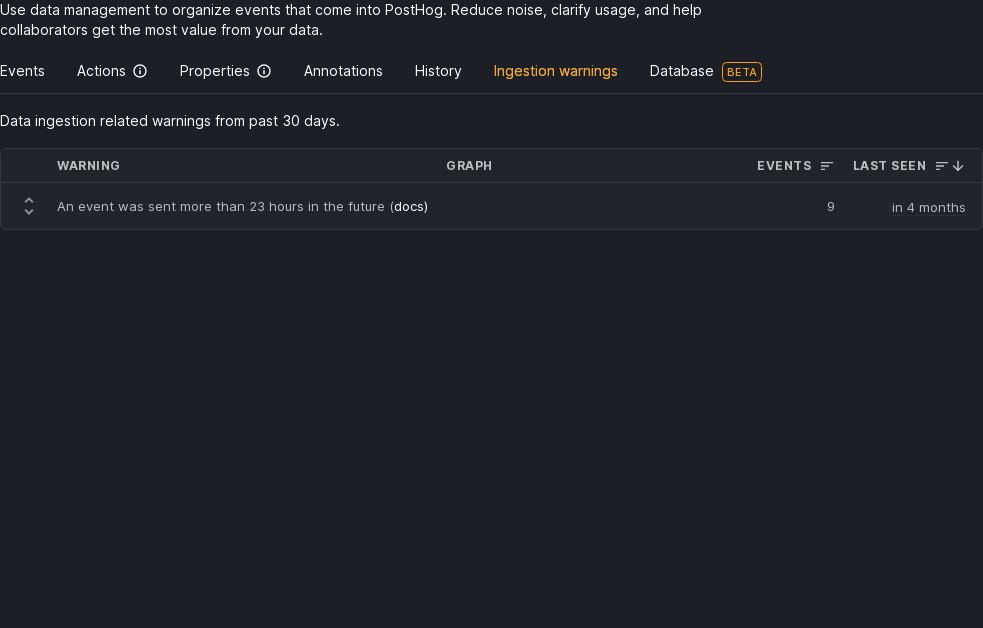 Use data management to organize events that come into PostHog. Reduce noise, clarify usage, and help
collaborators get the most value from your data.
Events Actions Properties Annotations History Ingestion warnings Database BETA
Data ingestion related warnings from past 30 days.
WARNING GRAPH EVENTS LAST SEEN
An event was sent more than 23 hours in the future (docs) 9 in 4 months